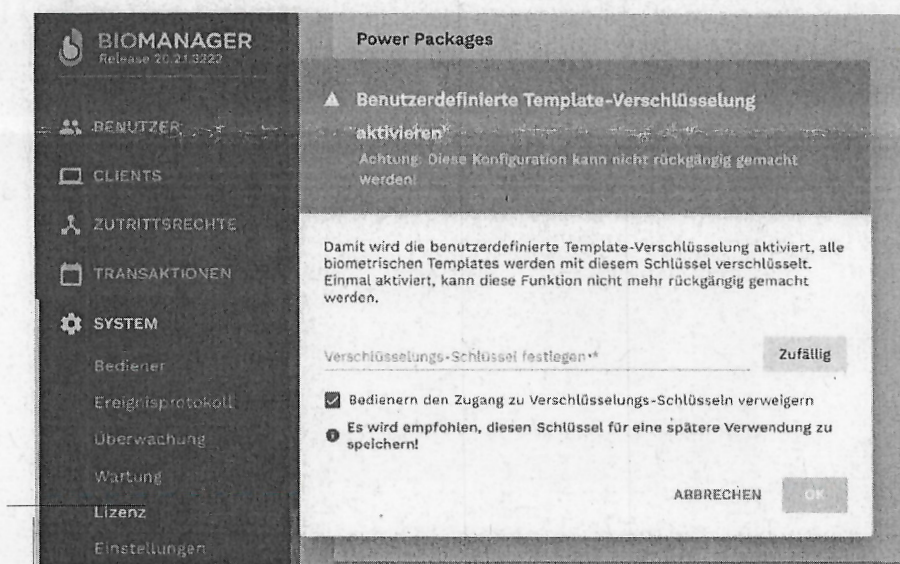 BIOMANAGER
Release 20.21.3222
BENUTZER
CLIENTS
ZUTRITTSRECHTE
TRANSAKTIONEN
SYSTEM
Bediener
Ereignisprotokoll
Überwachung
Wartung
Lizenz
Einstellungen
Power Packages
Benutzerdefinierte Template-Verschlüsselung
aktivieren
Achtung: Diese Konfiguration kann nicht rückgängig gemacht
werden!
Damit wird die benutzerdefinierte Template-Verschlüsselung aktiviert, alle
biometrischen Templates werden mit diesem Schlüssel verschlüsselt.
Einmal aktiviert, kann diese Funktion nicht mehr rückgängig gemacht
werden.
Verschlüsselungs-Schlüssel festlegen**
Zufällig
Bedienern den Zugang zu Verschlüsselungs-Schlüsseln verweigern
Es wird empfohlen, diesen Schlüssel für eine spätere Verwendung zu
speichern!
ABBRECHEN
OK